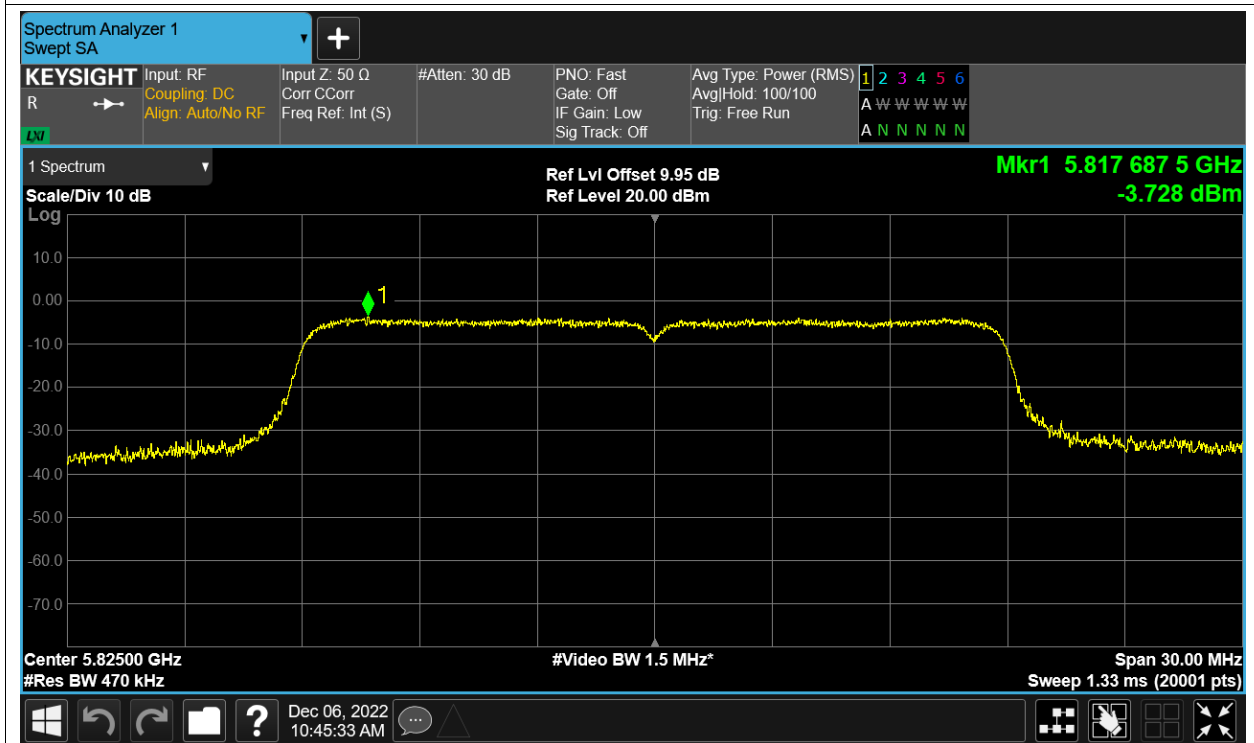 Spectrum Analyzer 1
Swept SA
KEYSIGHT
R
LXI
Input: RF
Coupling: DC
Align: Auto/No RF
Input Z: 50 Ω
Corr CCorr
Freq Ref: Int (S)
#Atten: 30 dB
PNO: Fast
Gate: Off
IF Gain: Low
Sig Track: Off
Avg Type: Power (RMS)
Avg|Hold: 100/100
Trig: Free Run
1 2 3 4 5 6
A W W W W W
A N N N N N
1 Spectrum
Scale/Div 10 dB
Log
Ref Lvl Offset 9.95 dB
Ref Level 20.00 dBm
Mkr1 5.817 687 5 GHz
-3.728 dBm
10.0
0.00
-10.0
-20.0
-30.0
-40.0
-50.0
-60.0
-70.0
1
Center 5.82500 GHz
#Res BW 470 kHz
#Video BW 1.5 MHz*
Span 30.00 MHz
Sweep 1.33 ms (20001 pts)
?
Dec 06, 2022
10:45:33 AM